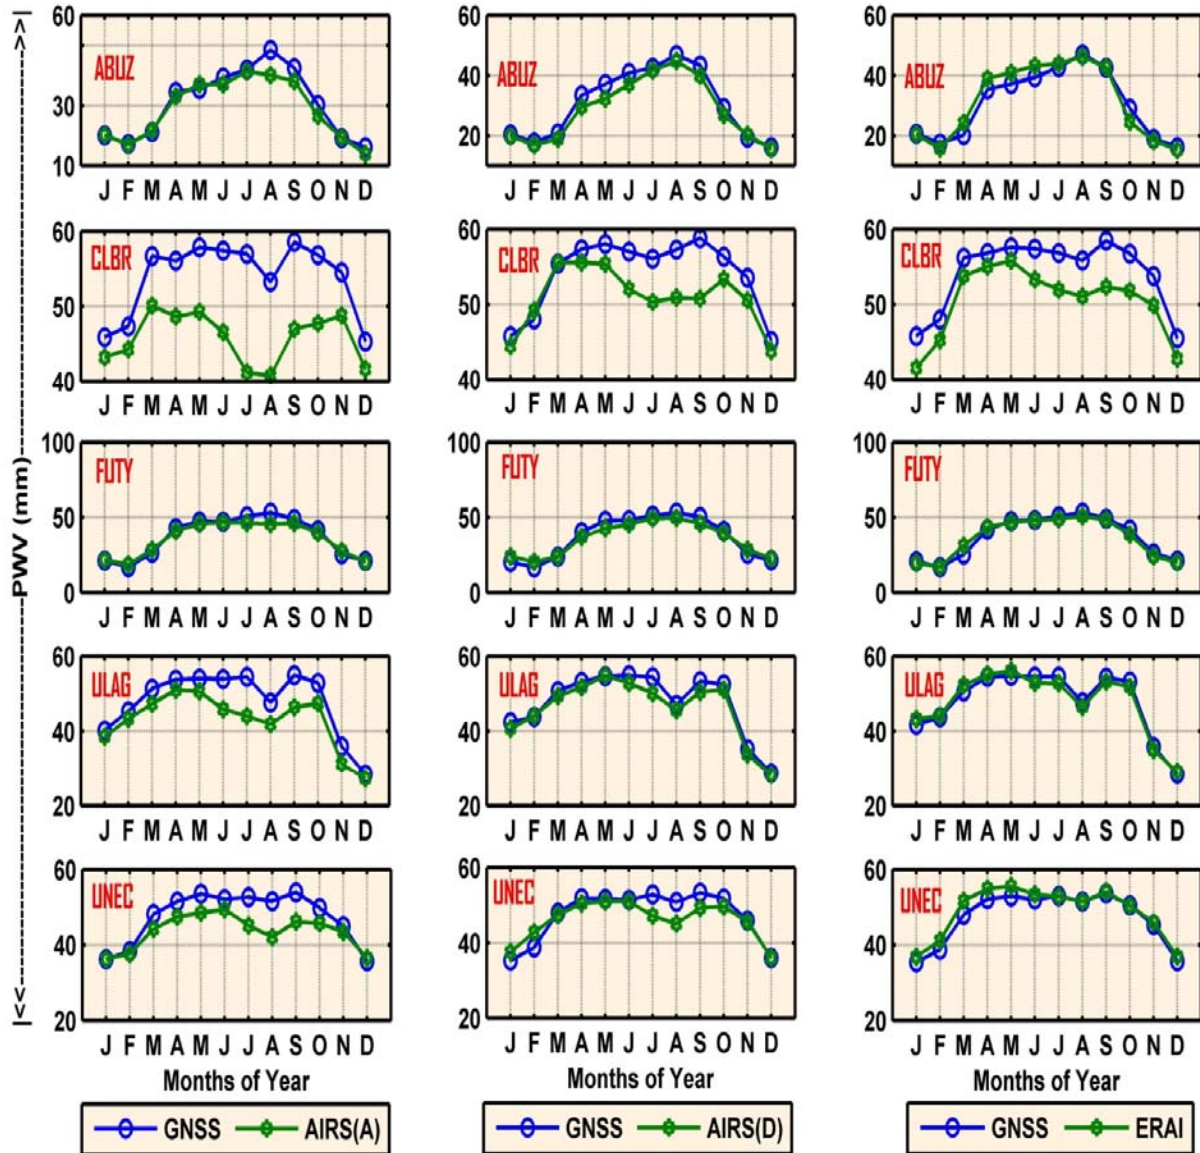 |<<----------------------PWV (mm)----------------------->>|
60
30
10
ABUZ
J F M A M J J A S O N D
60
40
20
ABUZ
J F M A M J J A S O N D
60
40
20
ABUZ
J F M A M J J A S O N D
60
50
40
CLBR
J F M A M J J A S O N D
60
50
40
CLBR
J F M A M J J A S O N D
60
50
40
CLBR
J F M A M J J A S O N D
100
50
0
FUTY
J F M A M J J A S O N D
100
50
0
FUTY
J F M A M J J A S O N D
100
50
0
FUTY
J F M A M J J A S O N D
60
40
20
ULAG
J F M A M J J A S O N D
60
40
20
ULAG
J F M A M J J A S O N D
60
40
20
ULAG
J F M A M J J A S O N D
60
40
20
UNEC
J F M A M J J A S O N D
Months of Year
60
40
20
UNEC
J F M A M J J A S O N D
Months of Year
60
40
20
UNEC
J F M A M J J A S O N D
Months of Year
GNSS AIRS(A)
GNSS AIRS(D)
GNSS ERAI